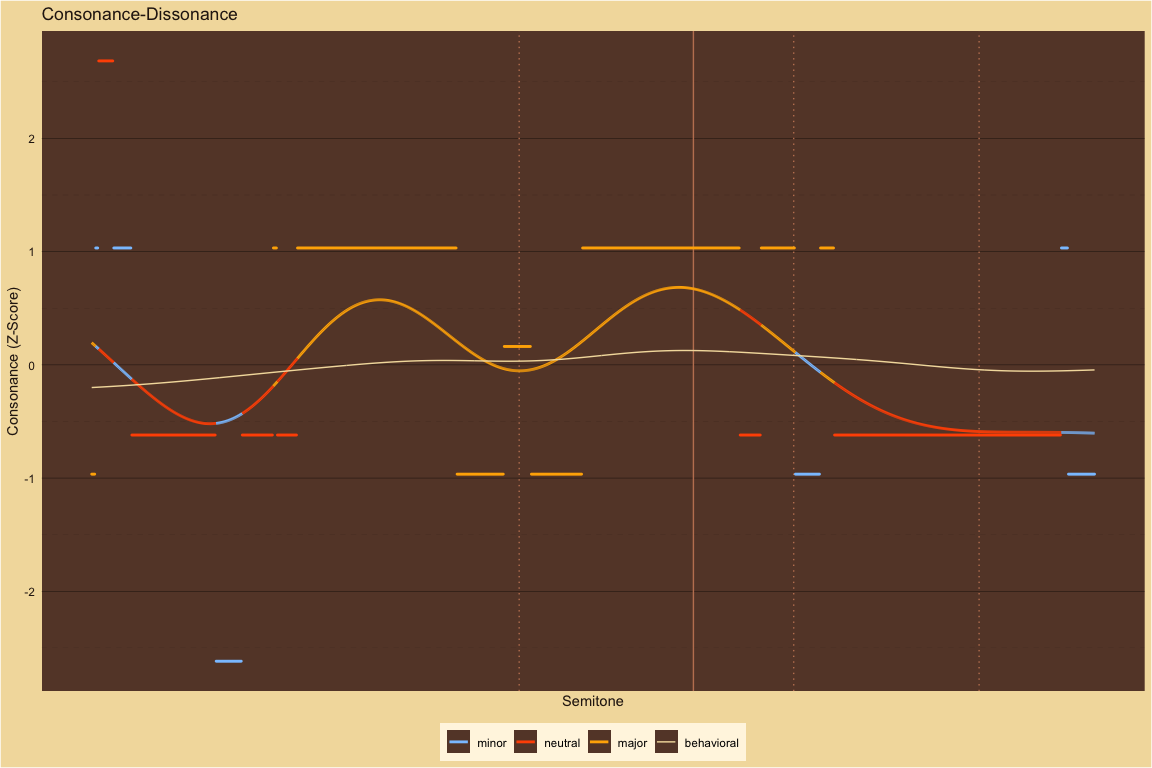 Consonance-Dissonance
Consonance (Z-Score)
2
1
0
-1
-2
Semitone
minor neutral major behavioral